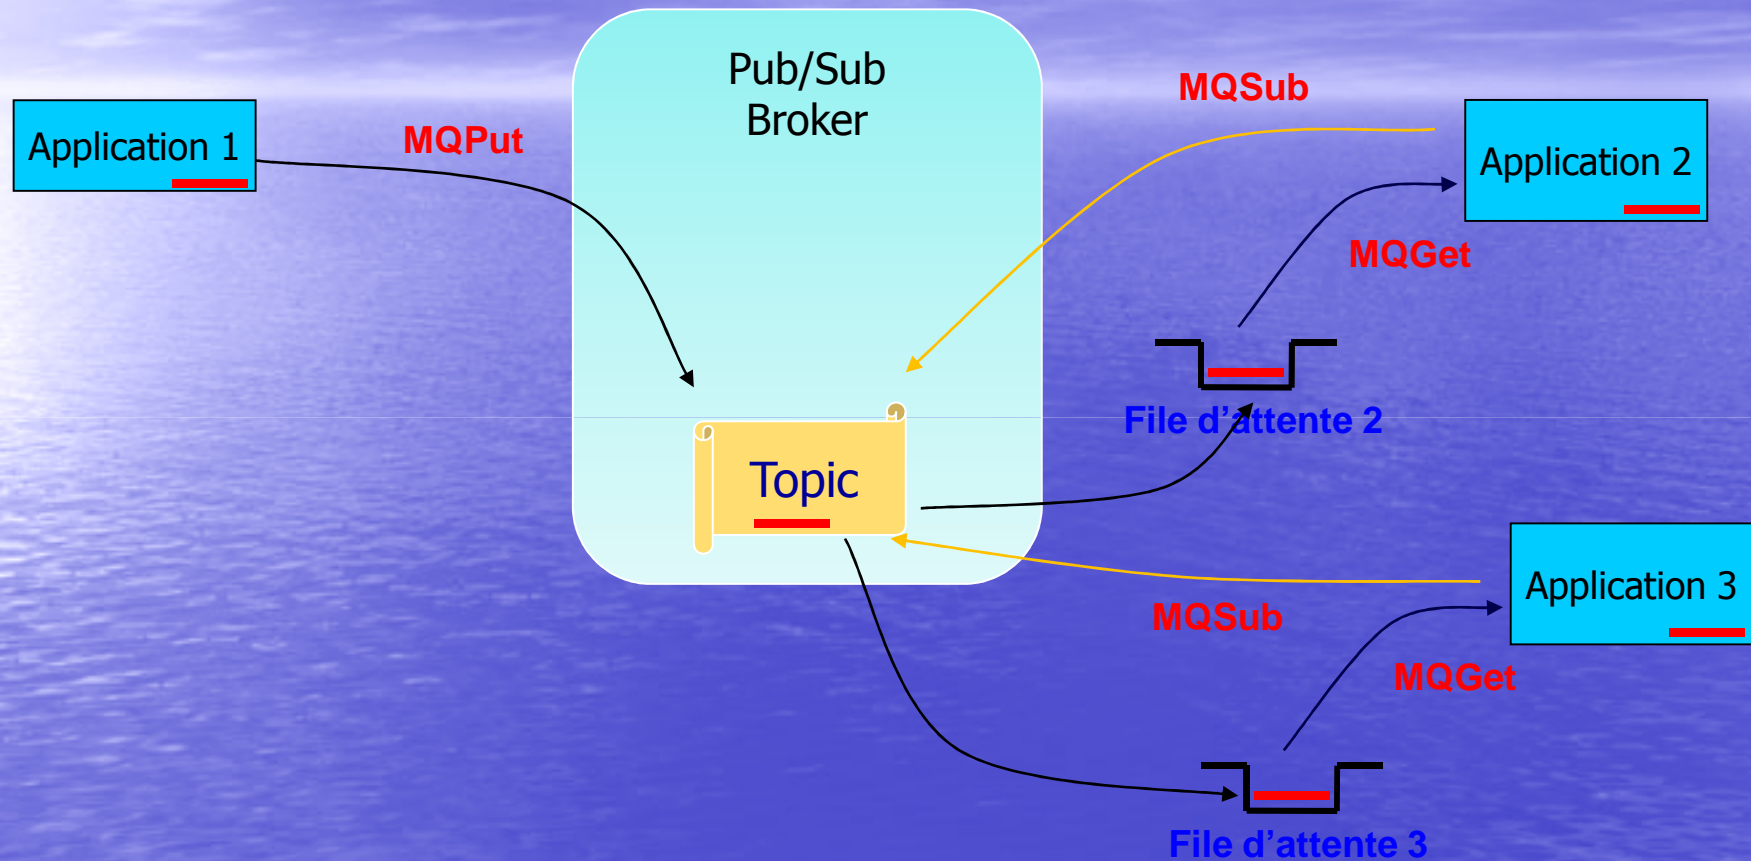 Pub/Sub
Broker
MQSub
Application 1
MQPut
Application 2
MQGet
File d’attente 2
Topic
Application 3
MQSub
MQGet
File d’attente 3